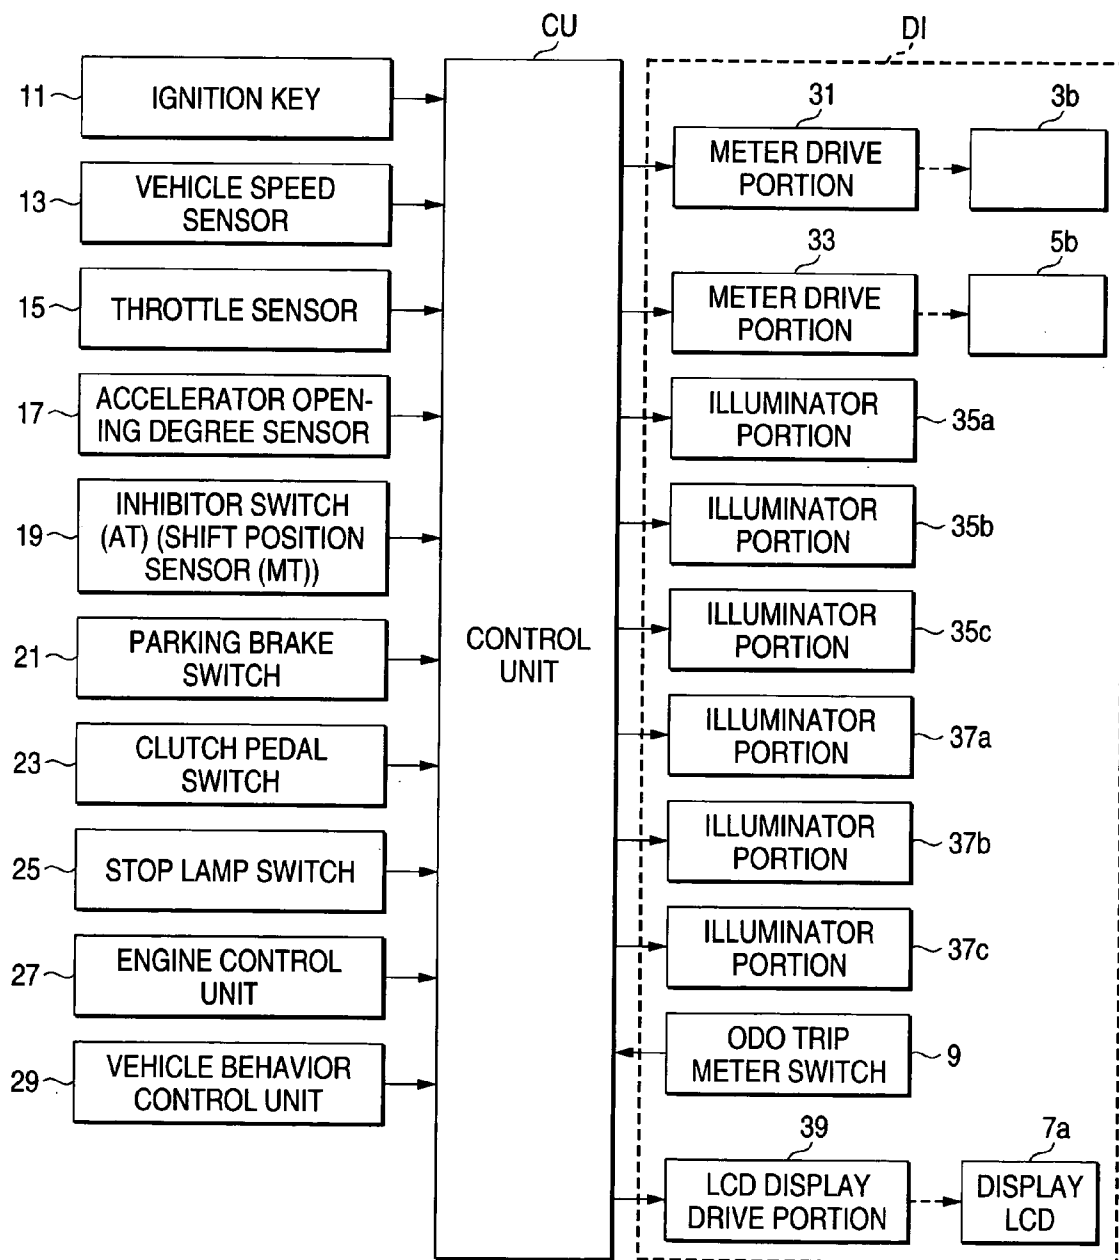 CU
DI
11
IGNITION KEY
13
VEHICLE SPEED
SENSOR
15
THROTTLE SENSOR
17
ACCELERATOR OPEN-
ING DEGREE SENSOR
19
INHIBITOR SWITCH
(AT) (SHIFT POSITION
SENSOR (MT))
21
PARKING BRAKE
SWITCH
23
CLUTCH PEDAL
SWITCH
25
STOP LAMP SWITCH
27
ENGINE CONTROL
UNIT
29
VEHICLE BEHAVIOR
CONTROL UNIT
CONTROL
UNIT
31
METER DRIVE
PORTION
3b
33
METER DRIVE
PORTION
5b
ILLUMINATOR
PORTION
35a
ILLUMINATOR
PORTION
35b
ILLUMINATOR
PORTION
35c
ILLUMINATOR
PORTION
37a
ILLUMINATOR
PORTION
37b
ILLUMINATOR
PORTION
37c
ODO TRIP
METER SWITCH
9
39
LCD DISPLAY
DRIVE PORTION
7a
DISPLAY
LCD